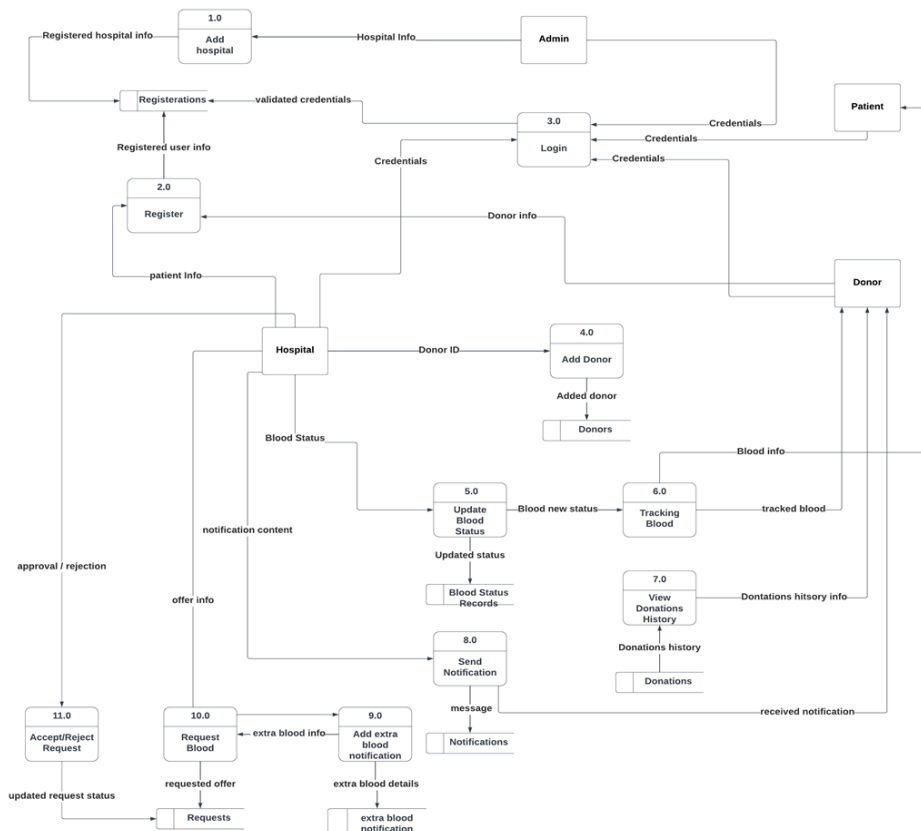 1.0
Add
hospital
Registered hospital info
Hospital Info
Admin
Registerations
validated credentials
Patient
3.0
Login
Credentials
Credentials
Credentials
Credentials
Registered user info
2.0
Register
Donor info
patient Info
Donor
Hospital
Donor ID
4.0
Add Donor
Added donor
Donors
Blood Status
Blood info
5.0
Update
Blood
Status
Blood new status
6.0
Tracking
Blood
tracked blood
notification content
Updated status
approval / rejection
Blood Status
Records
offer info
7.0
View
Donations
History
Dontations hitsory info
Donations history
Donations
8.0
Send
Notification
message
received notification
Notifications
11.0
Accept/Reject
Request
10.0
Request
Blood
extra blood info
9.0
Add extra
blood
notification
updated request status
requested offer
extra blood details
Requests
extra blood
notification